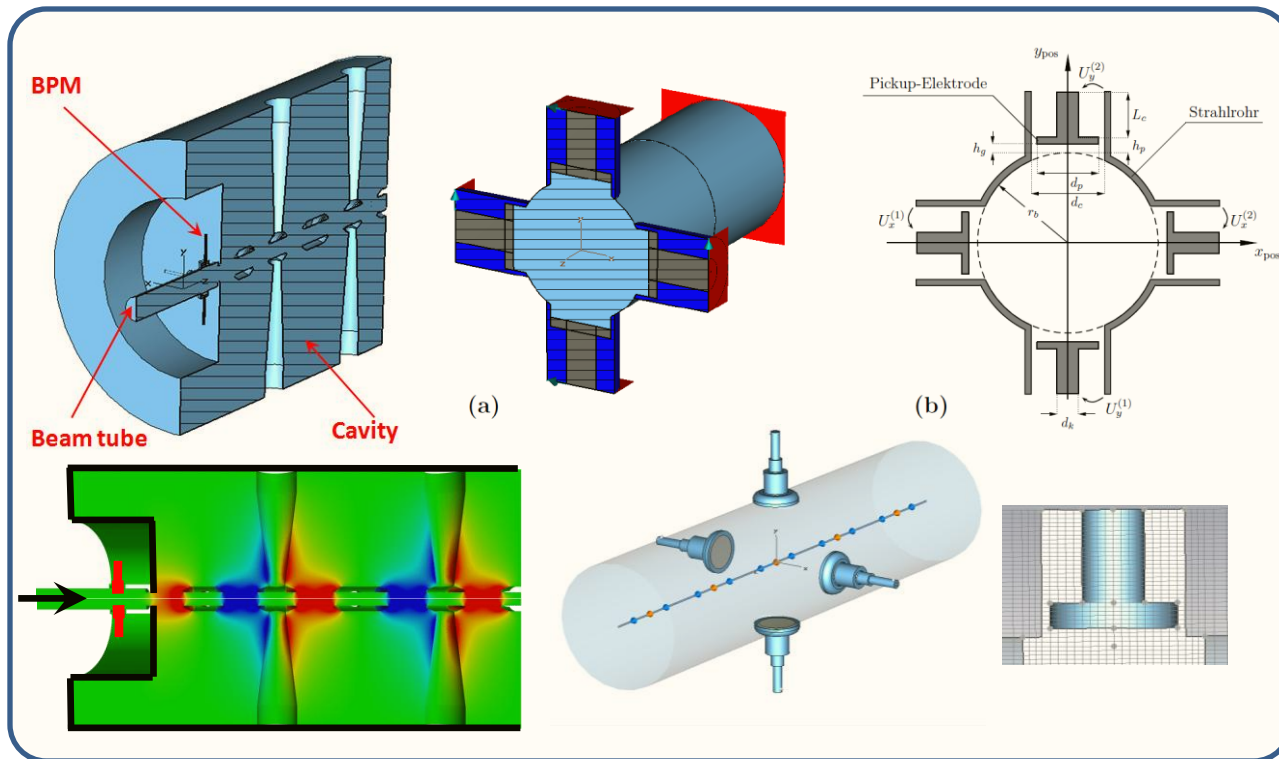 BPM
Beam tube
Cavity
(a)
Y
X
Z
z
x
y
x
y_pos
U_y^(2)
Pickup-Elektrode
L_c
Strahlrohr
h_g
h_p
d_p
d_c
U_x^(1)
r_b
U_x^(2)
x_pos
(b)
U_y^(1)
d_k